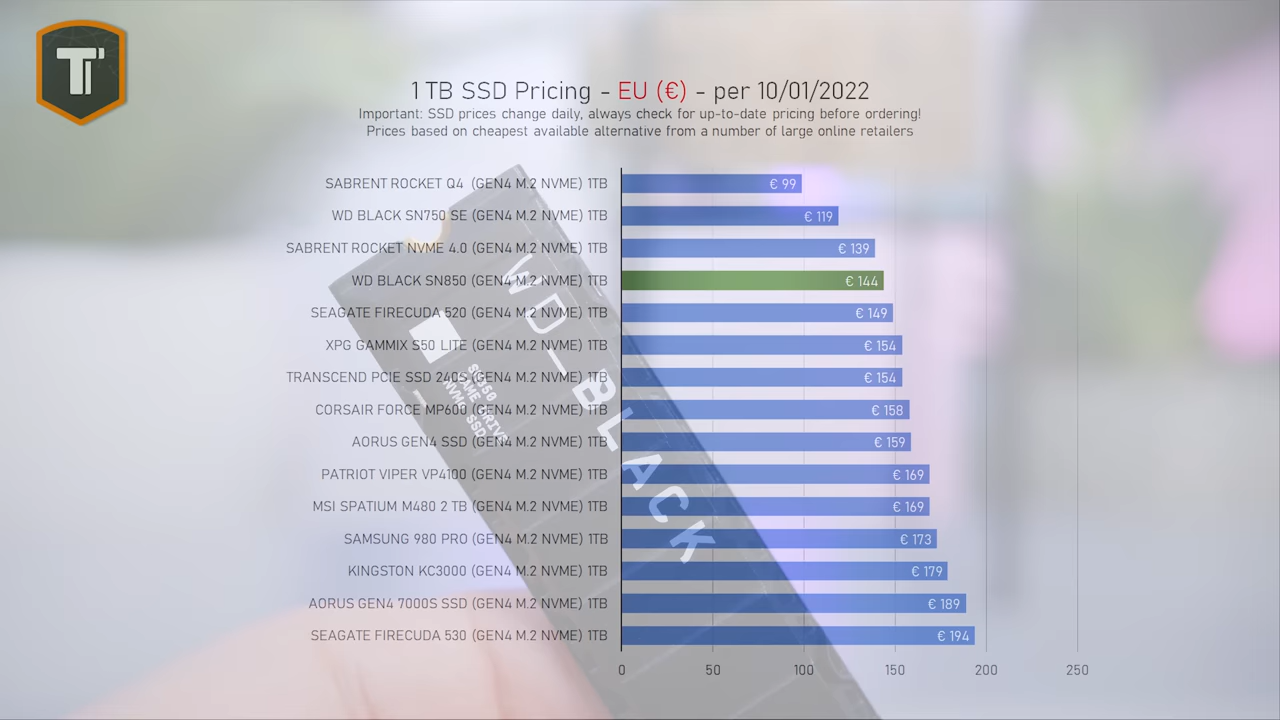 1 TB SSD Pricing - EU (€) - per 10/01/2022
Important: SSD prices change daily, always check for up-to-date pricing before ordering!
Prices based on cheapest available alternative from a number of large online retailers
SABRENT ROCKET Q4 (GEN4 M.2 NVME) 1TB € 99
WD BLACK SN750 SE (GEN4 M.2 NVME) 1TB € 119
SABRENT ROCKET NVME 4.0 (GEN4 M.2 NVME) 1TB € 139
WD BLACK SN850 (GEN4 M.2 NVME) 1TB € 144
SEAGATE FIRECUDA 520 (GEN4 M.2 NVME) 1TB € 149
XPG GAMMIX S50 LITE (GEN4 M.2 NVME) 1TB € 154
TRANSCEND PCIE SSD 240S (GEN4 M.2 NVME) 1TB € 154
CORSAIR FORCE MP600 (GEN4 M.2 NVME) 1TB € 158
AORUS GEN4 SSD (GEN4 M.2 NVME) 1TB € 159
PATRIOT VIPER VP4100 (GEN4 M.2 NVME) 1TB € 169
MSI SPATIUM M480 2 TB (GEN4 M.2 NVME) 1TB € 169
SAMSUNG 980 PRO (GEN4 M.2 NVME) 1TB € 173
KINGSTON KC3000 (GEN4 M.2 NVME) 1TB € 179
AORUS GEN4 7000S SSD (GEN4 M.2 NVME) 1TB € 189
SEAGATE FIRECUDA 530 (GEN4 M.2 NVME) 1TB € 194
0 50 100 150 200 250
WD_BLACK
NVMe SSD